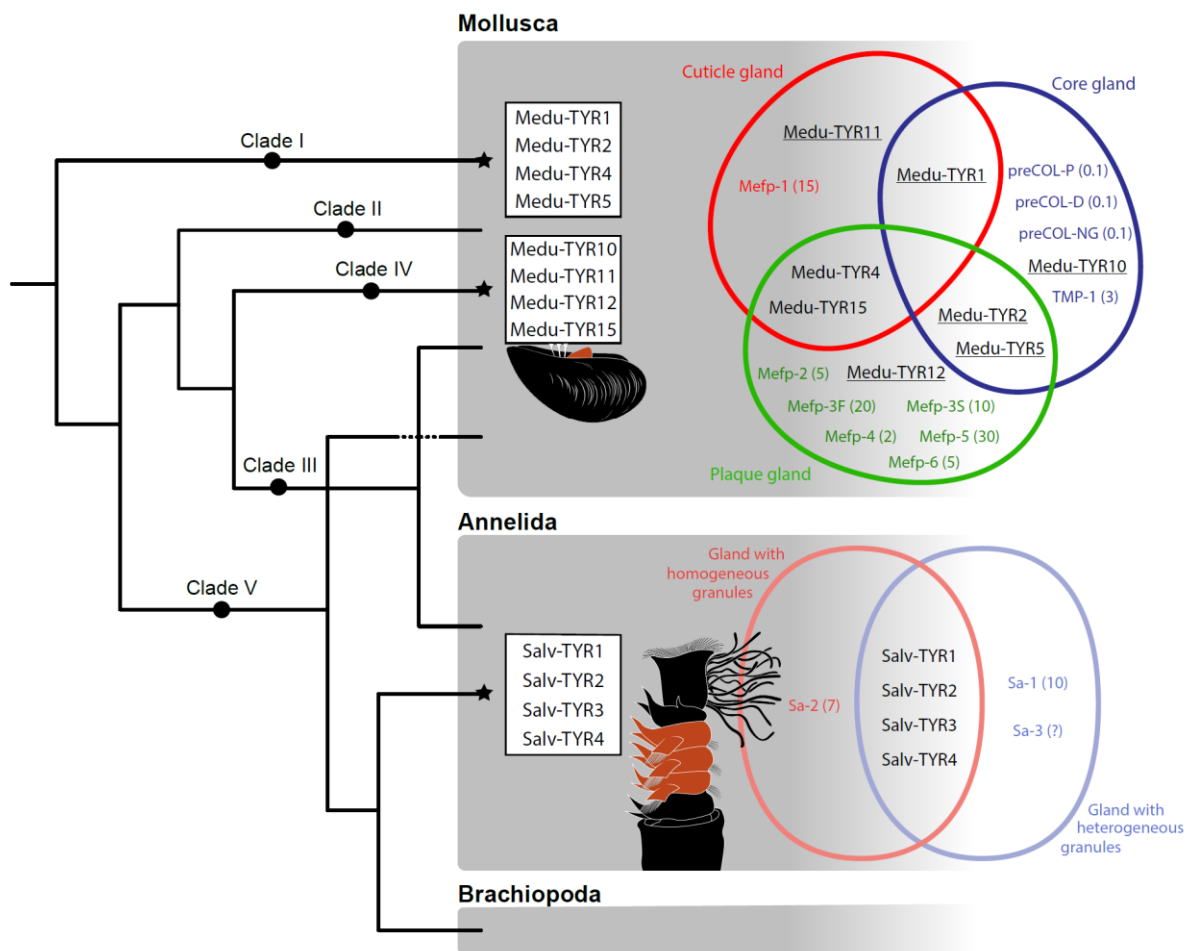 Mollusca
Clade I
Clade II
Clade IV
Clade III
Clade V
Medu-TYR1
Medu-TYR2
Medu-TYR4
Medu-TYR5
Medu-TYR10
Medu-TYR11
Medu-TYR12
Medu-TYR15
Cuticle gland
Core gland
Medu-TYR11
Mefp-1 (15)
Medu-TYR1
preCOL-P (0.1)
preCOL-D (0.1)
preCOL-NG (0.1)
Medu-TYR10
TMP-1 (3)
Medu-TYR4
Medu-TYR15
Medu-TYR2
Medu-TYR5
Mefp-2 (5)
Medu-TYR12
Mefp-3F (20)
Mefp-3S (10)
Mefp-4 (2)
Mefp-5 (30)
Mefp-6 (5)
Plaque gland
Annelida
Gland with
homogeneous
granules
Salv-TYR1
Salv-TYR2
Salv-TYR3
Salv-TYR4
Sa-2 (7)
Salv-TYR1
Salv-TYR2
Salv-TYR3
Salv-TYR4
Sa-1 (10)
Sa-3 (?)
Gland with
heterogeneous
granules
Brachiopoda